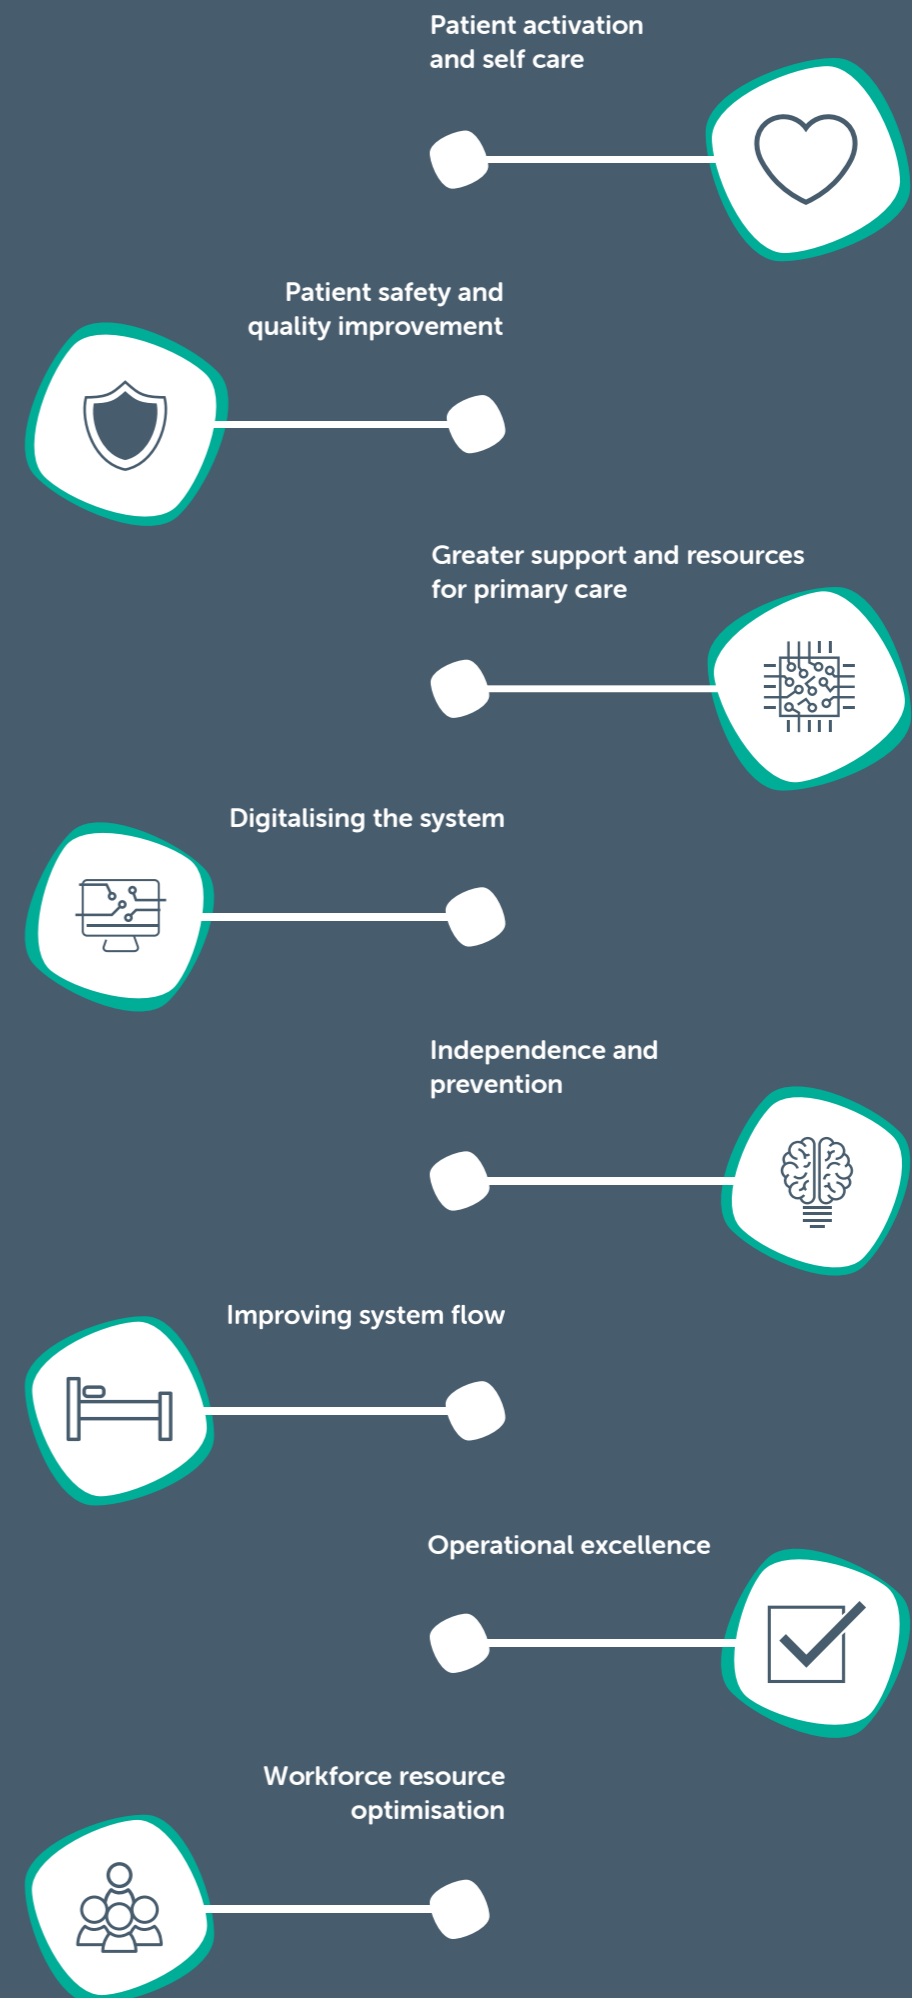 Patient activation
and self care
Patient safety and
quality improvement
Greater support and resources
for primary care
Digitalising the system
Independence and
prevention
Improving system flow
Operational excellence
Workforce resource
optimisation